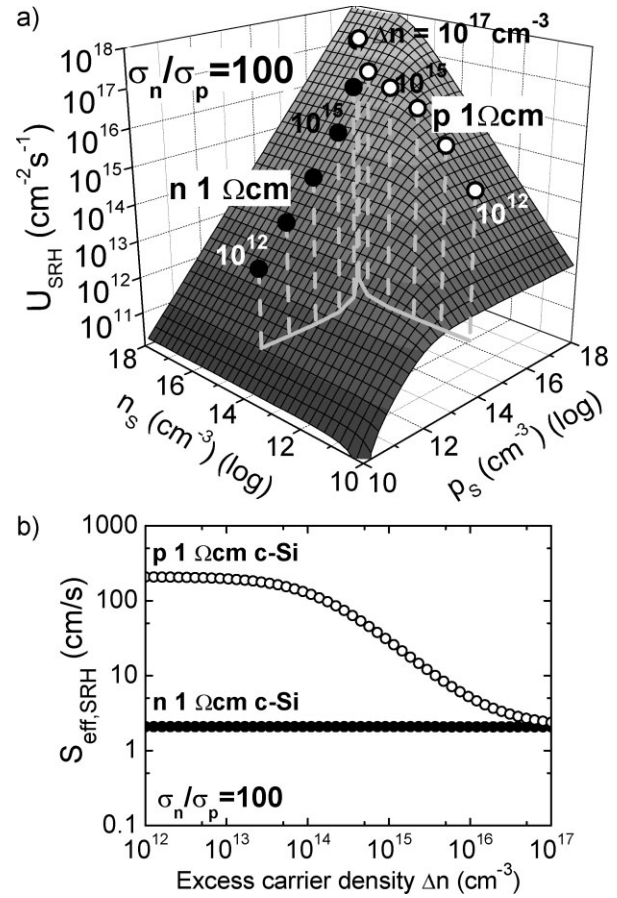 a)
σn/σp=100
Δn = 10^17 cm^-3
10^15
10^15
p 1Ωcm
n 1 Ωcm
10^12
10^12
U_SRH (cm^-2s^-1)
10^18
10^17
10^16
10^15
10^14
10^13
10^12
10^11
18
16
14
12
10
n_S (cm^-3) (log)
10
12
14
16
18
p_S (cm^-3) (log)
b)
1000
100
10
1
0.1
S_eff,SRH (cm/s)
p 1 Ωcm c-Si
n 1 Ωcm c-Si
σn/σp=100
10^12 10^13 10^14 10^15 10^16 10^17
Excess carrier density Δn (cm^-3)